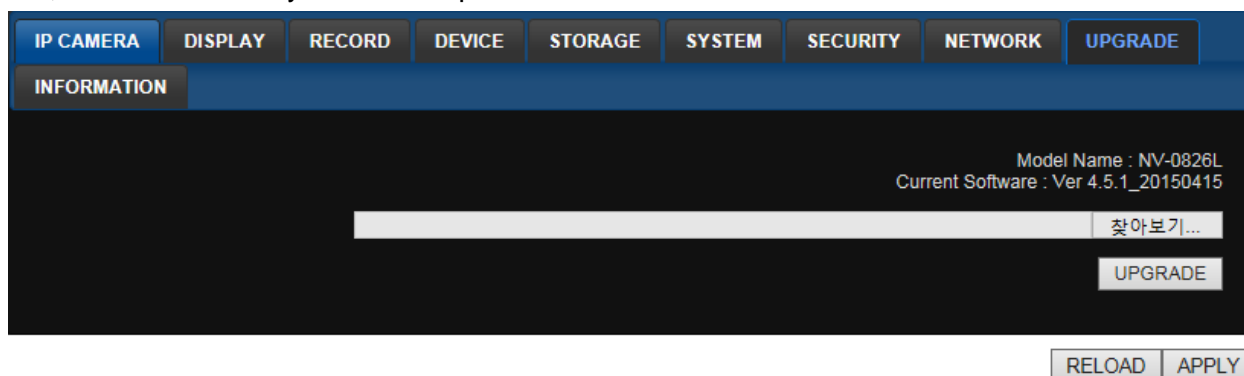 IP CAMERA DISPLAY RECORD DEVICE STORAGE SYSTEM SECURITY NETWORK UPGRADE
INFORMATION
Model Name : NV-0826L
Current Software : Ver 4.5.1_20150415
찾아보기...
UPGRADE
RELOAD APPLY